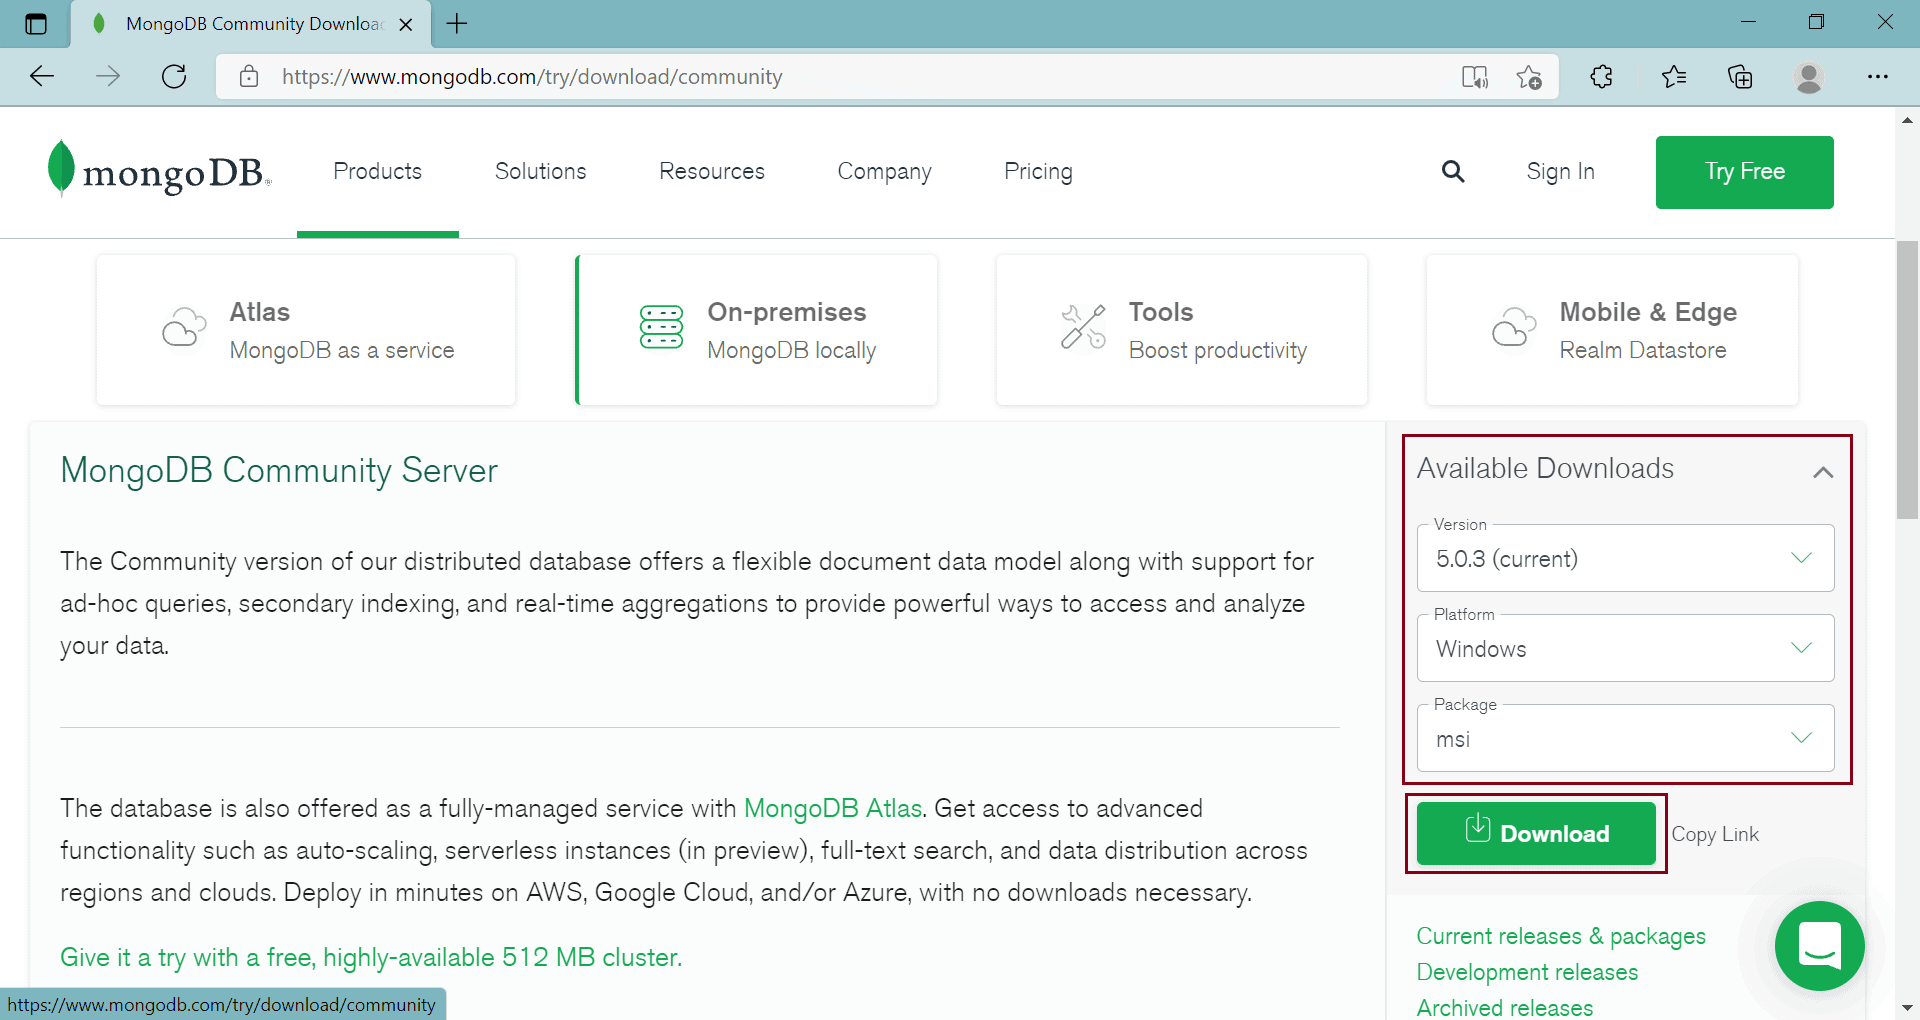 MongoDB Community Download
https://www.mongodb.com/try/download/community
mongoDB®
Products
Solutions
Resources
Company
Pricing
Sign In
Try Free
Atlas
MongoDB as a service
On-premises
MongoDB locally
Tools
Boost productivity
Mobile & Edge
Realm Datastore
MongoDB Community Server
The Community version of our distributed database offers a flexible document data model along with support for
ad-hoc queries, secondary indexing, and real-time aggregations to provide powerful ways to access and analyze
your data.
The database is also offered as a fully-managed service with MongoDB Atlas. Get access to advanced
functionality such as auto-scaling, serverless instances (in preview), full-text search, and data distribution across
regions and clouds. Deploy in minutes on AWS, Google Cloud, and/or Azure, with no downloads necessary.
Give it a try with a free, highly-available 512 MB cluster.
Available Downloads
Version
5.0.3 (current)
Platform
Windows
Package
msi
Download
Copy Link
Current releases & packages
Development releases
Archived releases
https://www.mongodb.com/try/download/community